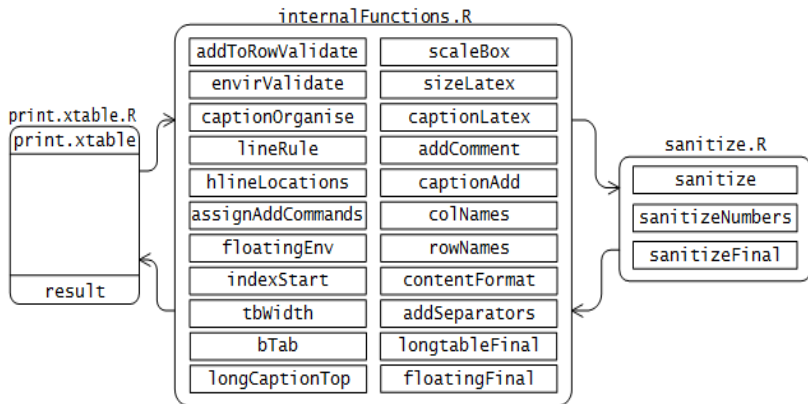 internalFunctions.R
addToRowValidate
scaleBox
envirValidate
sizeLatex
captionOrganise
captionLatex
lineRule
addComment
hlineLocations
captionAdd
assignAddCommands
colNames
floatingEnv
rowNames
indexStart
contentFormat
tbWidth
addSeparators
bTab
longtableFinal
longCaptionTop
floatingFinal
print.xtable.R
print.xtable
result
sanitize.R
sanitize
sanitizeNumbers
sanitizeFinal